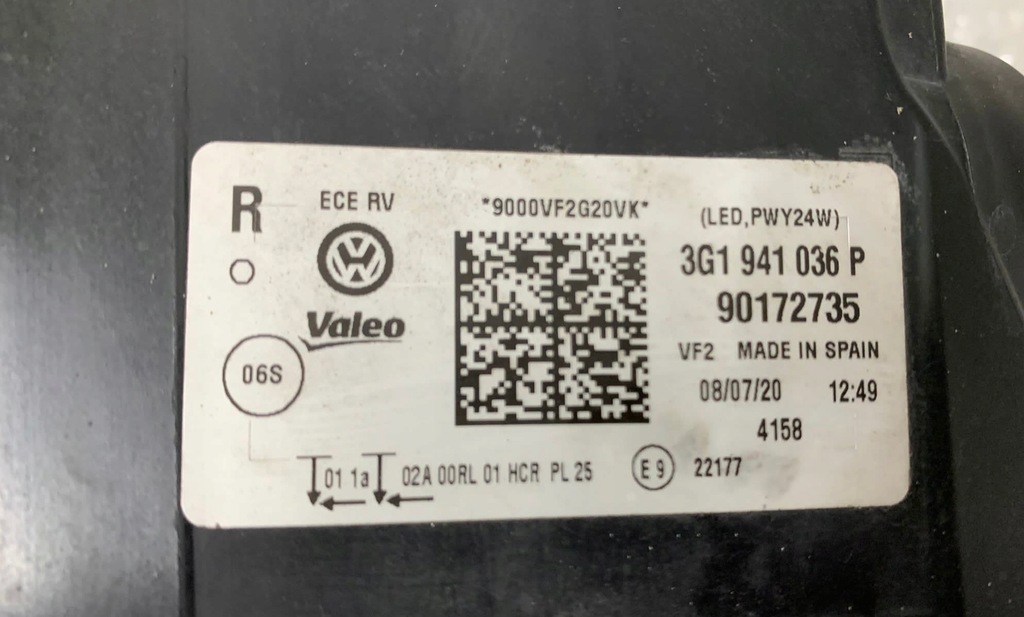 R
ECE RV
*9000VF2G20VK*
(LED,PWY24W)
3G1 941 036 P
90172735
Valeo
VF2 MADE IN SPAIN
06S
08/07/20 12:49
4158
01 1a 02A 00RL 01 HCR PL 25
E9 22177